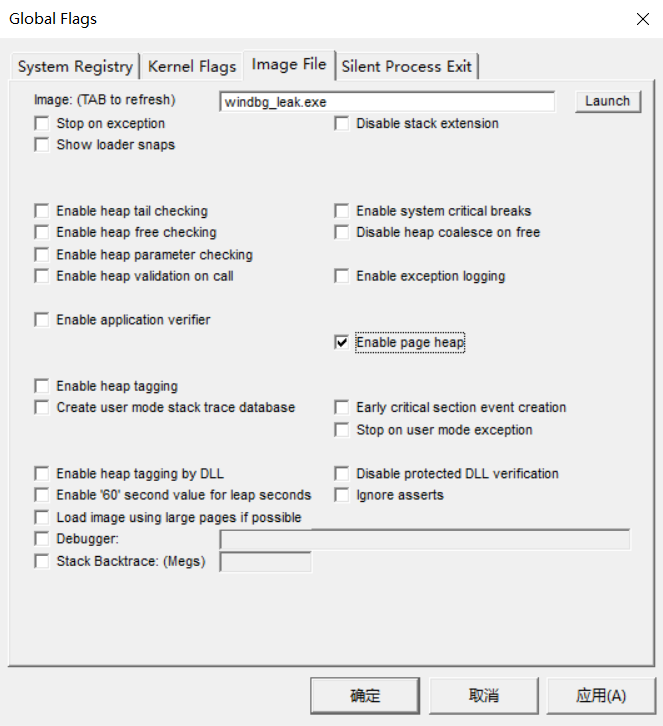 Global Flags
System Registry Kernel Flags Image File Silent Process Exit
Image: (TAB to refresh) windbg_leak.exe Launch
Stop on exception Disable stack extension
Show loader snaps
Enable heap tail checking Enable system critical breaks
Enable heap free checking Disable heap coalesce on free
Enable heap parameter checking
Enable heap validation on call Enable exception logging
Enable application verifier
Enable page heap
Enable heap tagging
Create user mode stack trace database Early critical section event creation
Stop on user mode exception
Enable heap tagging by DLL Disable protected DLL verification
Enable '60' second value for leap seconds Ignore asserts
Load image using large pages if possible
Debugger:
Stack Backtrace: (Megs)
确定 取消 应用(A)